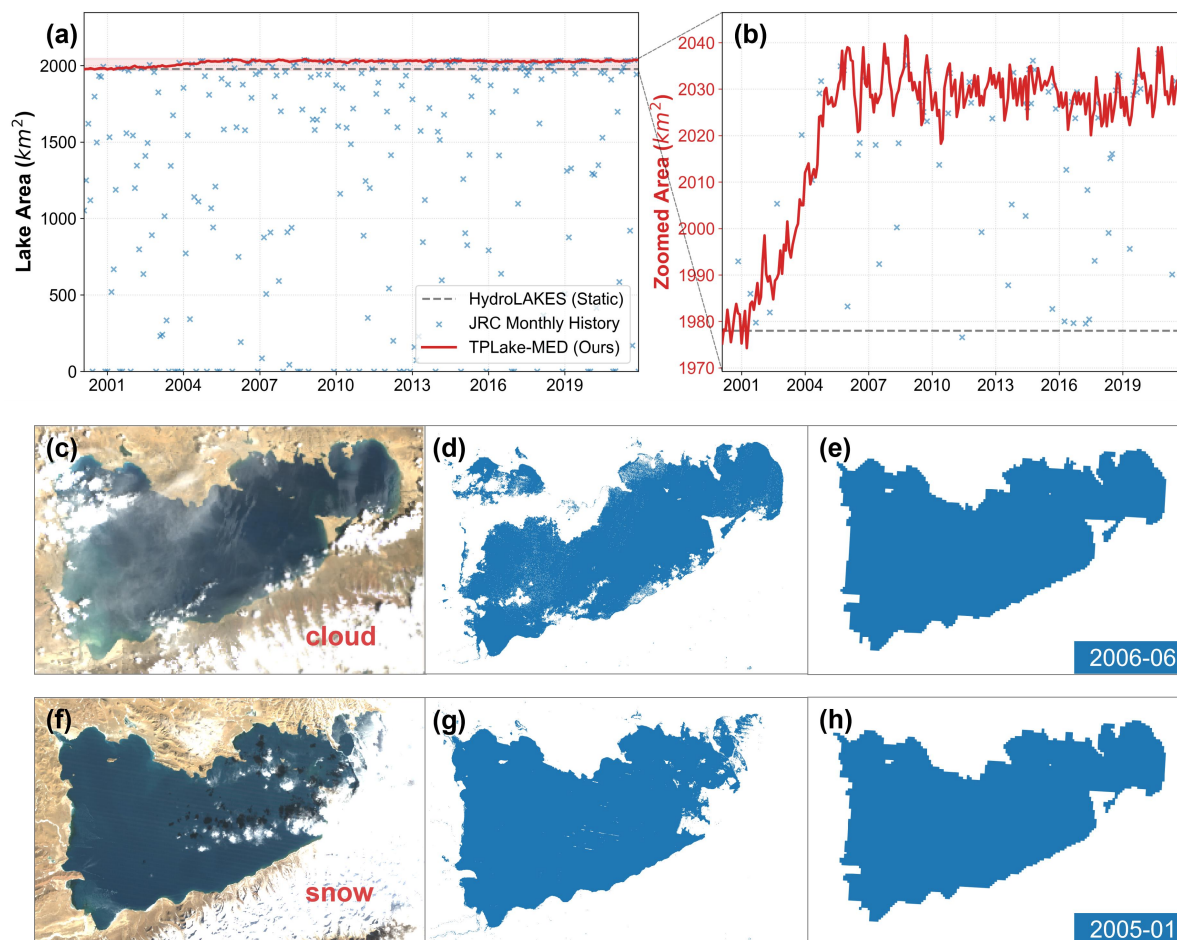 (a)
Lake Area (km²)
2000
1500
1000
500
0
2001 2004 2007 2010 2013 2016 2019
HydroLAKES (Static)
JRC Monthly History
TPLake-MED (Ours)
(b)
Zoomed Area (km²)
2040
2030
2020
2010
2000
1990
1980
1970
2001 2004 2007 2010 2013 2016 2019
(c)
cloud
(d)
(e)
2006-06
(f)
snow
(g)
(h)
2005-01